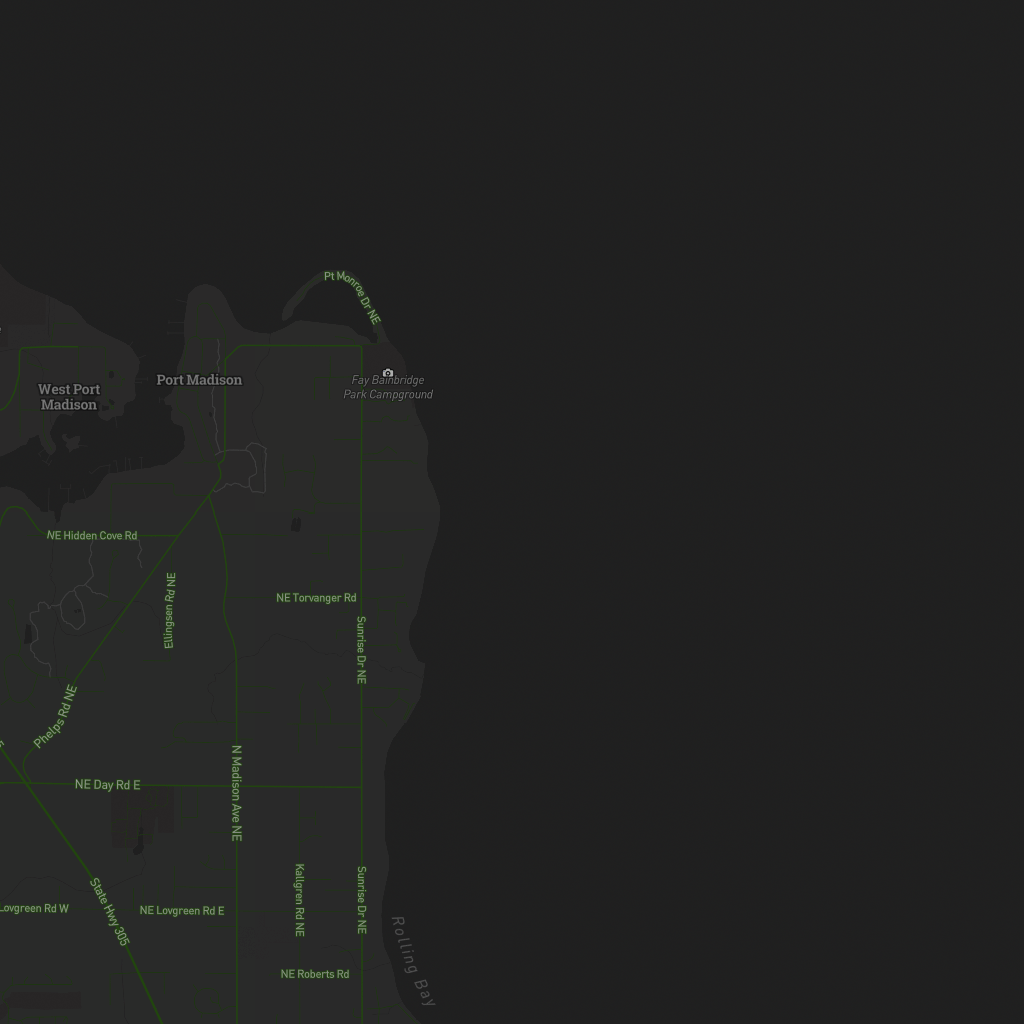 Pt Monroe Dr NE
Fay Bainbridge
Park Campground
Port Madison
West Port
Madison
NE Hidden Cove Rd
Ellingsen Rd NE
NE Torvanger Rd
Sunrise Dr NE
Phelps Rd NE
N Madison Ave NE
NE Day Rd E
Kallgren Rd NE
Sunrise Dr NE
State Hwy 305
Lovgreen Rd W
NE Lovgreen Rd E
Rolling Bay
NE Roberts Rd